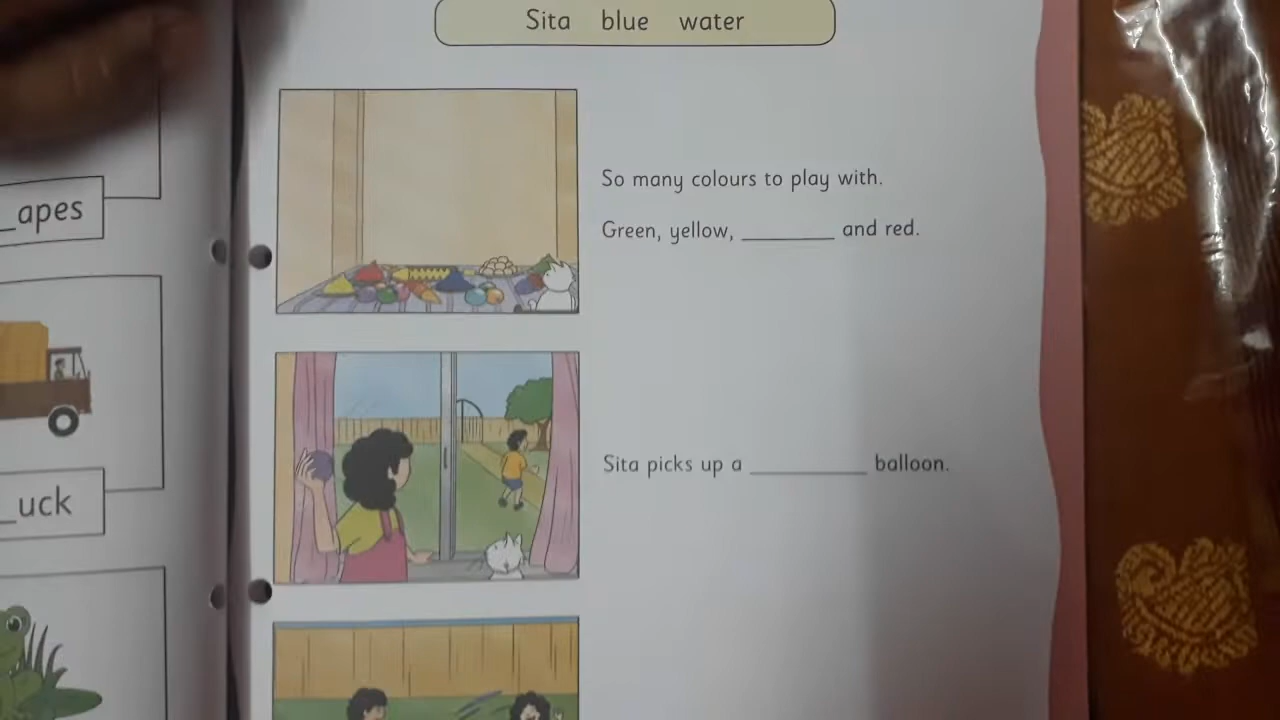 Sita blue water
_apes
So many colours to play with.
Green, yellow, ________ and red.
Sita picks up a __________ balloon.
_uck